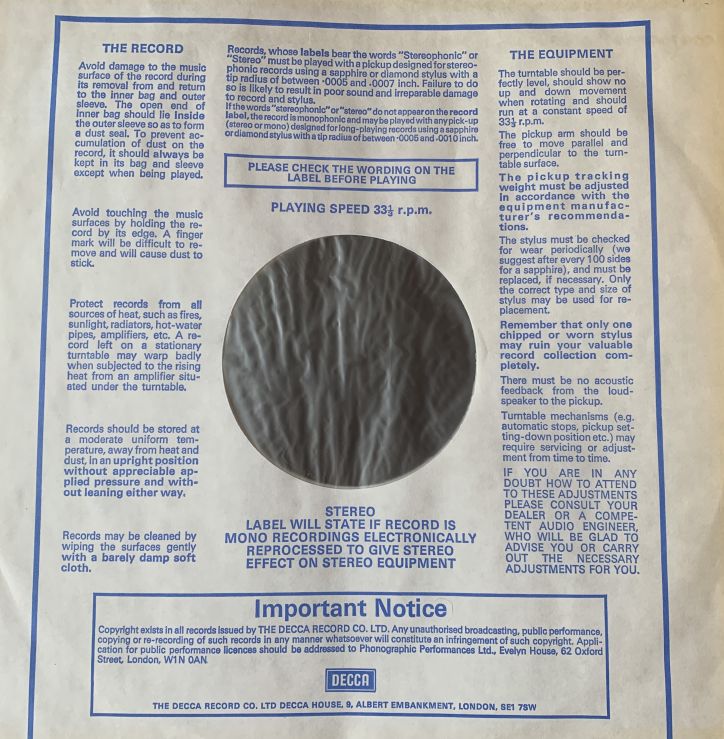 THE RECORD
Avoid damage to the music
surface of the record during
its removal from and return
to the inner bag and outer
sleeve. The open end of
inner bag should lie inside
the outer sleeve so as to form
a dust seal. To prevent ac-
cumulation of dust on the
record, it should always be
kept in its bag and sleeve
except when being played.
Avoid touching the music
surfaces by holding the re-
cord by its edge. A finger
mark will be difficult to re-
move and will cause dust to
stick.
Protect records from all
sources of heat, such as fires,
sunlight, radiators, hot-water
pipes, amplifiers, etc. A re-
cord left on a stationary
turntable may warp badly
when subjected to the rising
heat from an amplifier situ-
ated under the turntable.
Records should be stored at
a moderate uniform tem-
perature, away from heat and
dust, in an upright position
without appreciable ap-
plied pressure and with-
out leaning either way.
Records may be cleaned by
wiping the surfaces gently
with a barely damp soft
cloth.
Records, whose labels bear the words "Stereophonic" or
"Stereo" must be played with a pickup designed for stereo-
phonic records using a sapphire or diamond stylus with a
tip radius of between ·0005 and ·0007 inch. Failure to do
so is likely to result in poor sound and irreparable damage
to record and stylus.
If the words "stereophonic" or "stereo" do not appear on the record
label, the record is monophonic and may be played with any pick-up
(stereo or mono) designed for long-playing records using a sapphire
or diamond stylus with a tip radius of between ·0005 and ·0010 inch.
PLEASE CHECK THE WORDING ON THE
LABEL BEFORE PLAYING
PLAYING SPEED 33⅓ r.p.m.
STEREO
LABEL WILL STATE IF RECORD IS
MONO RECORDINGS ELECTRONICALLY
REPROCESSED TO GIVE STEREO
EFFECT ON STEREO EQUIPMENT
THE EQUIPMENT
The turntable should be per-
fectly level, should show no
up and down movement
when rotating and should
run at a constant speed of
33⅓ r.p.m.
The pickup arm should be
free to move parallel and
perpendicular to the turn-
table surface.
The pickup tracking
weight must be adjusted
in accordance with the
equipment manufac-
turer's recommenda-
tions.
The stylus must be checked
for wear periodically (we
suggest after every 100 sides
for a sapphire), and must be
replaced, if necessary. Only
the correct type and size of
stylus may be used for re-
placement.
Remember that only one
chipped or worn stylus
may ruin your valuable
record collection com-
pletely.
There must be no acoustic
feedback from the loud-
speaker to the pickup.
Turntable mechanisms (e.g.
automatic stops, pickup set-
ting-down position etc.) may
require servicing or adjust-
ment from time to time.
IF YOU ARE IN ANY
DOUBT HOW TO ATTEND
TO THESE ADJUSTMENTS
PLEASE CONSULT YOUR
DEALER OR A COMPE-
TENT AUDIO ENGINEER,
WHO WILL BE GLAD TO
ADVISE YOU OR CARRY
OUT THE NECESSARY
ADJUSTMENTS FOR YOU.
Important Notice
Copyright exists in all records issued by THE DECCA RECORD CO. LTD. Any unauthorised broadcasting, public performance,
copying or re-recording of such records in any manner whatsoever will constitute an infringement of such copyright. Appli-
cation for public performance licences should be addressed to Phonographic Performances Ltd., Evelyn House, 62 Oxford
Street, London, W1N 0AN
DECCA
THE DECCA RECORD CO. LTD DECCA HOUSE, 9, ALBERT EMBANKMENT, LONDON, SE1 7SW